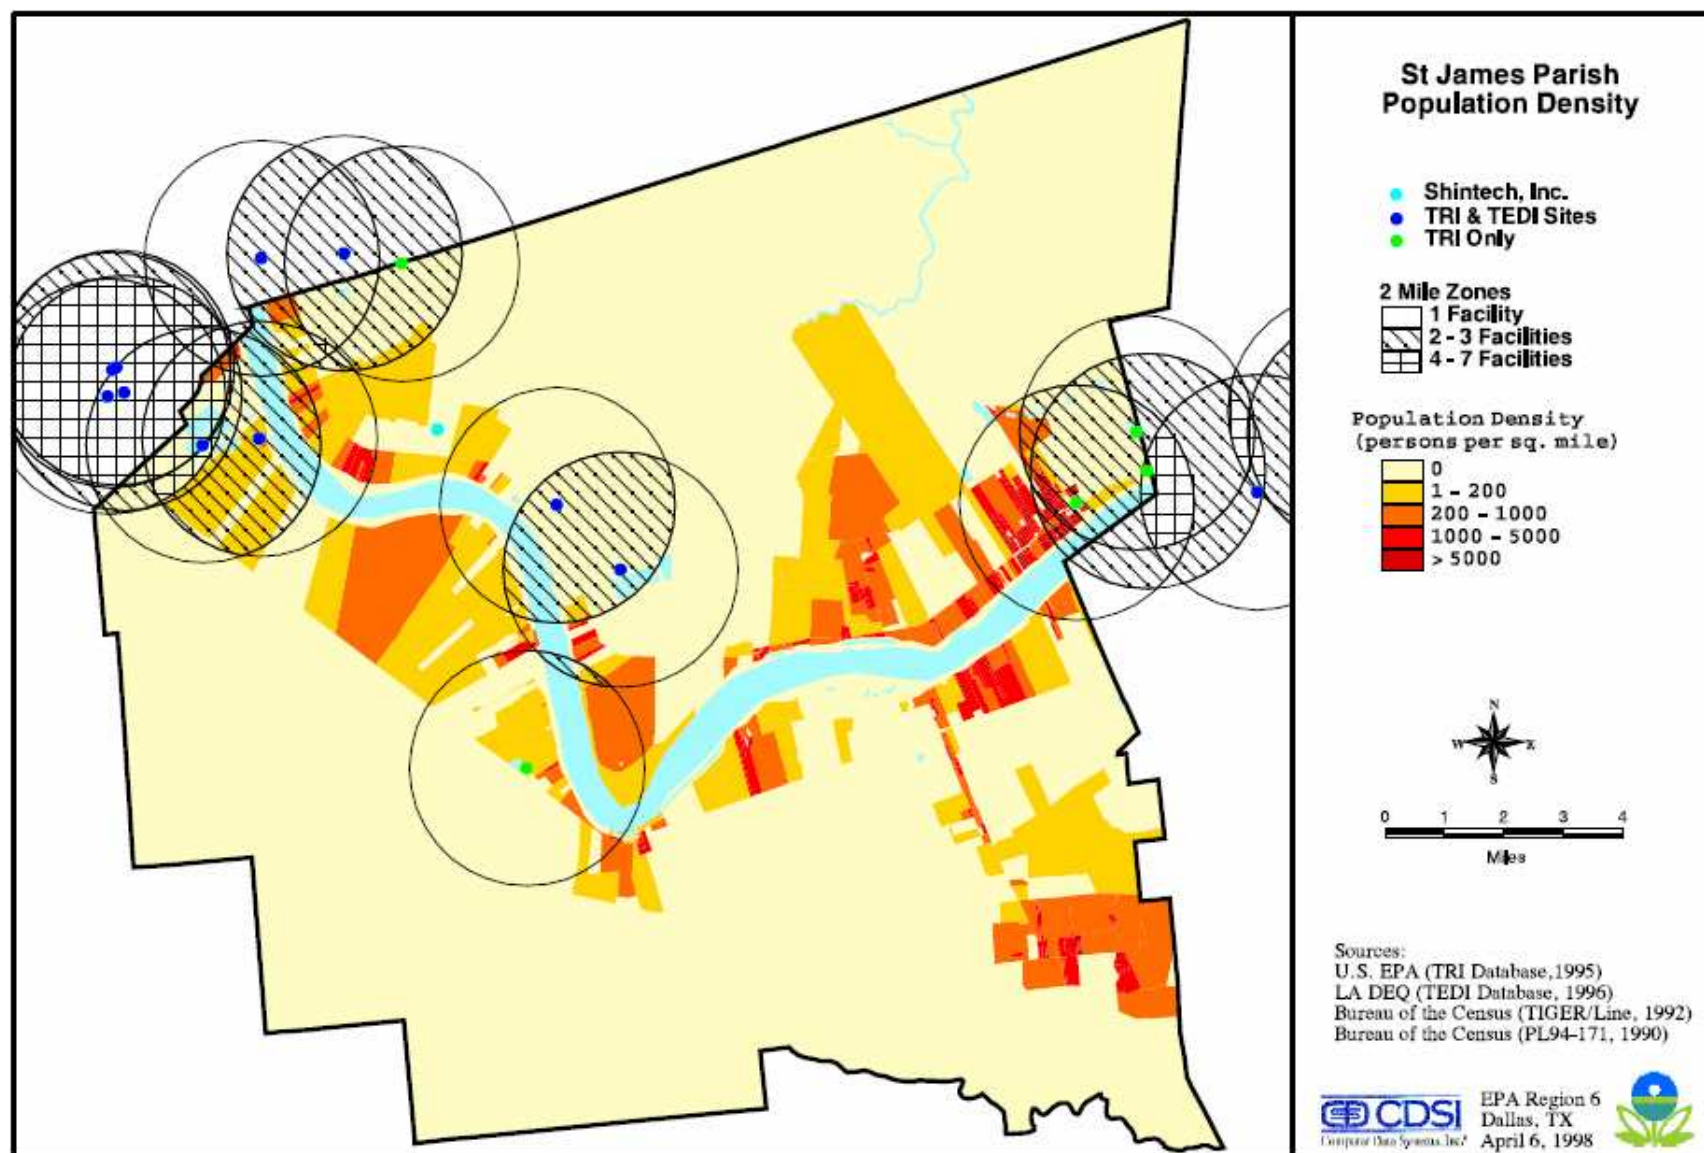 St James Parish
Population Density
Shintech, Inc.
TRI & TEDI Sites
TRI Only
2 Mile Zones
1 Facility
2 - 3 Facilities
4 - 7 Facilities
Population Density
(persons per sq. mile)
0
1 - 200
200 - 1000
1000 - 5000
> 5000
N
W
S
0 1 2 3 4
Miles
Sources:
U.S. EPA (TRI Database,1995)
LA DEQ (TEDI Database, 1996)
Bureau of the Census (TIGER/Line, 1992)
Bureau of the Census (PL94-171, 1990)
CDSI
Computer Data Systems, Inc.
EPA Region 6
Dallas, TX
April 6, 1998